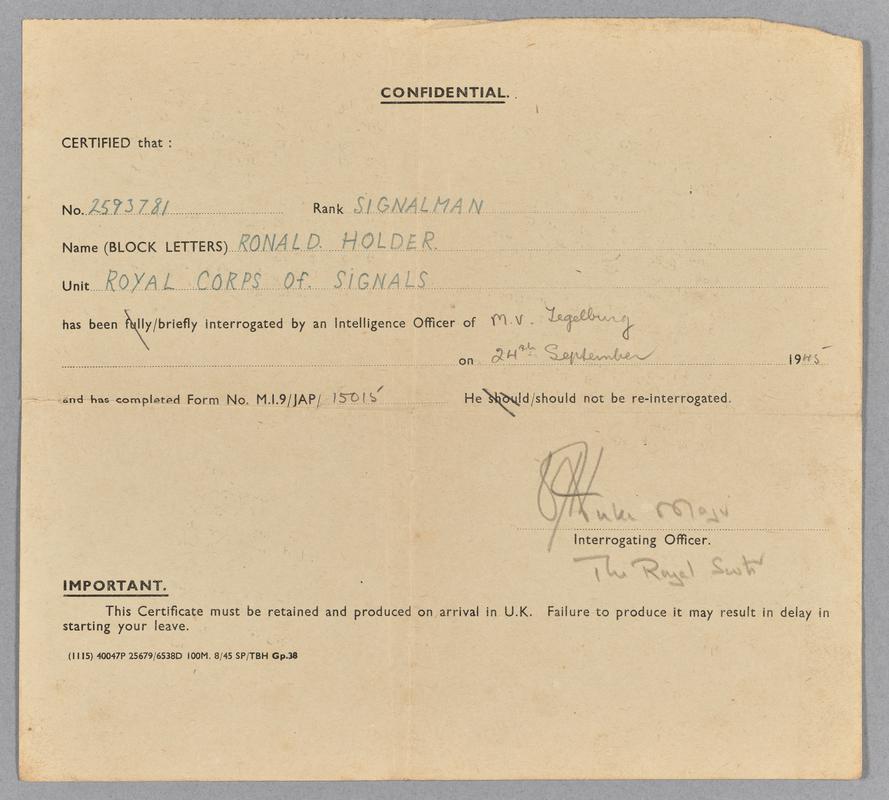 CONFIDENTIAL.
CERTIFIED that :
No. 2593781 Rank SIGNALMAN
Name (BLOCK LETTERS) RONALD. HOLDER.
Unit ROYAL CORPS Of. SIGNALS
has been fully/briefly interrogated by an Intelligence Officer of M.V. Tegelburg
on 24th September 1945
and has completed Form No. M.I.9/JAP/ 15015 He should/should not be re-interrogated.
Major
Interrogating Officer.
The Royal Scots
IMPORTANT.
This Certificate must be retained and produced on arrival in U.K. Failure to produce it may result in delay in
starting your leave.
(1115) 40047P 25679/6538D 100M. 8/45 SP/TBH Gp.38